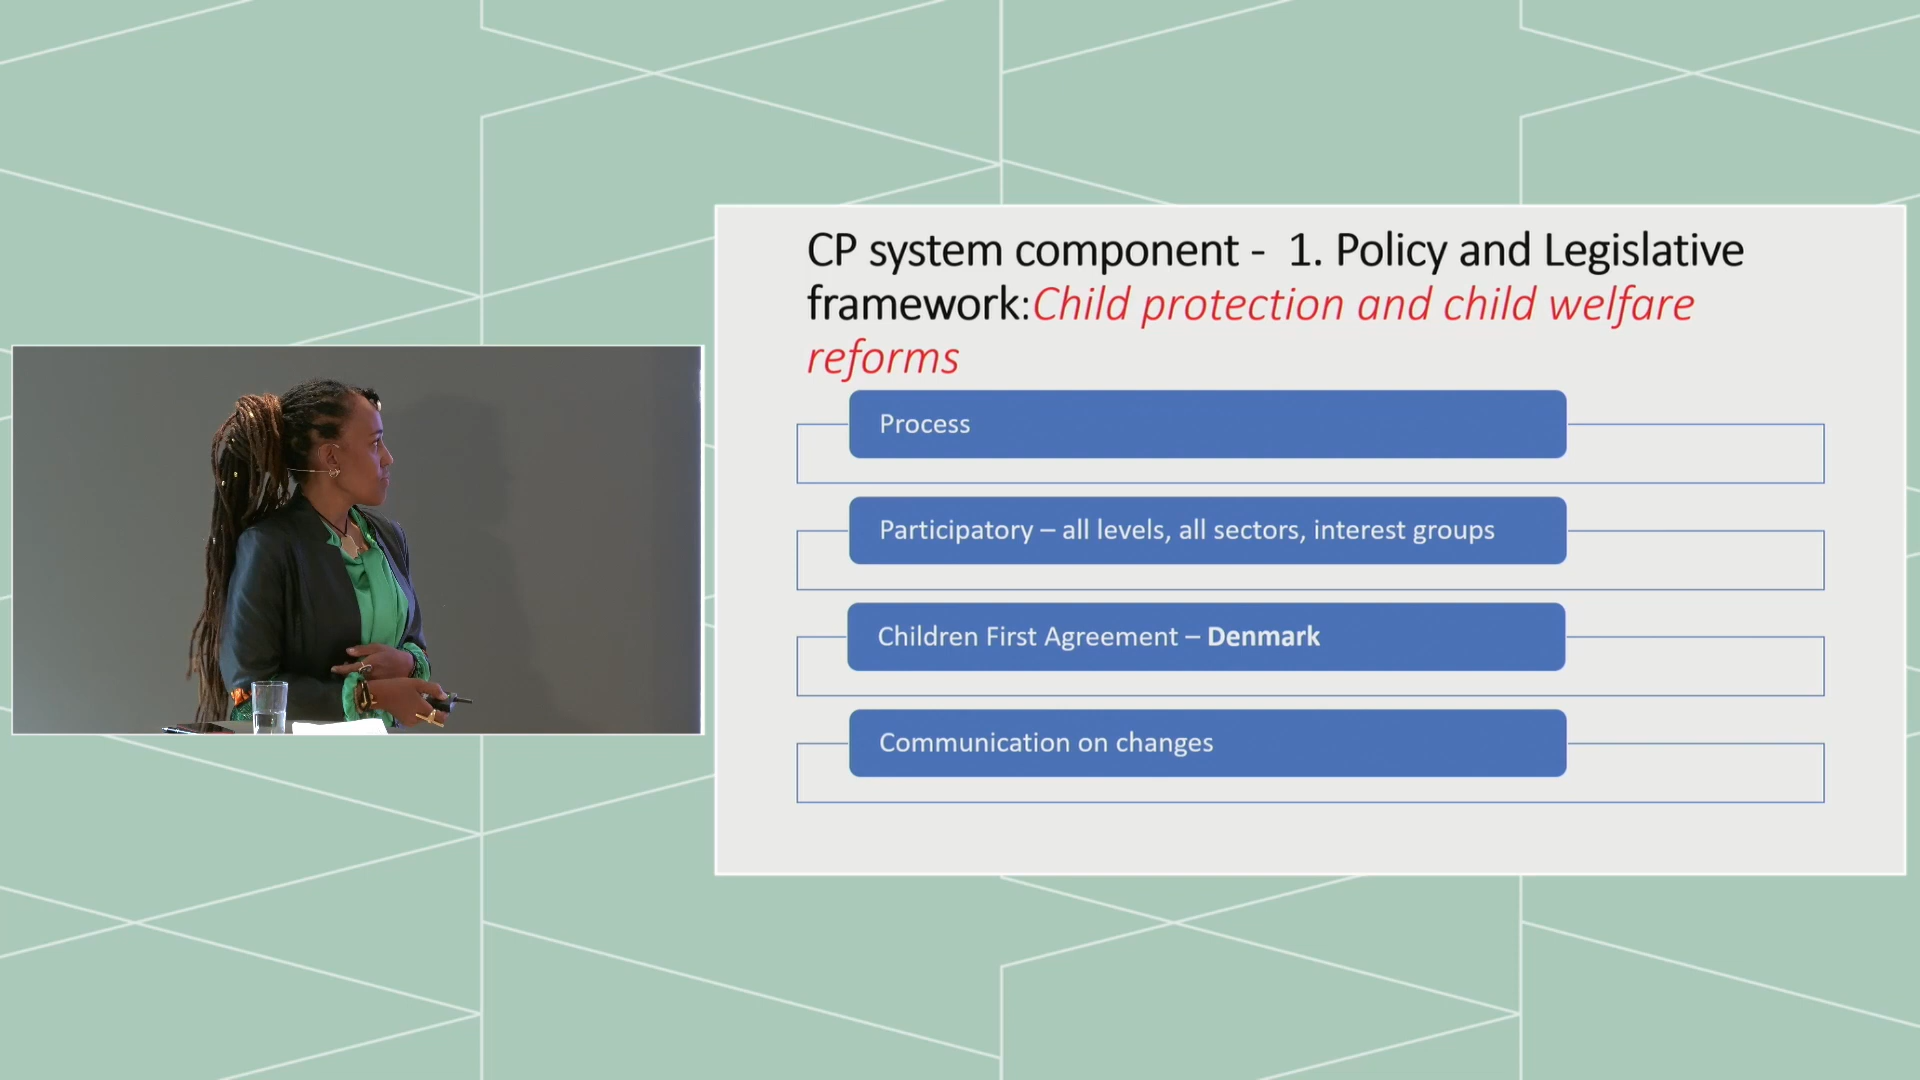 CP system component -  1. Policy and Legislative
framework:Child protection and child welfare
reforms
Process
Participatory – all levels, all sectors, interest groups
Children First Agreement – Denmark
Communication on changes